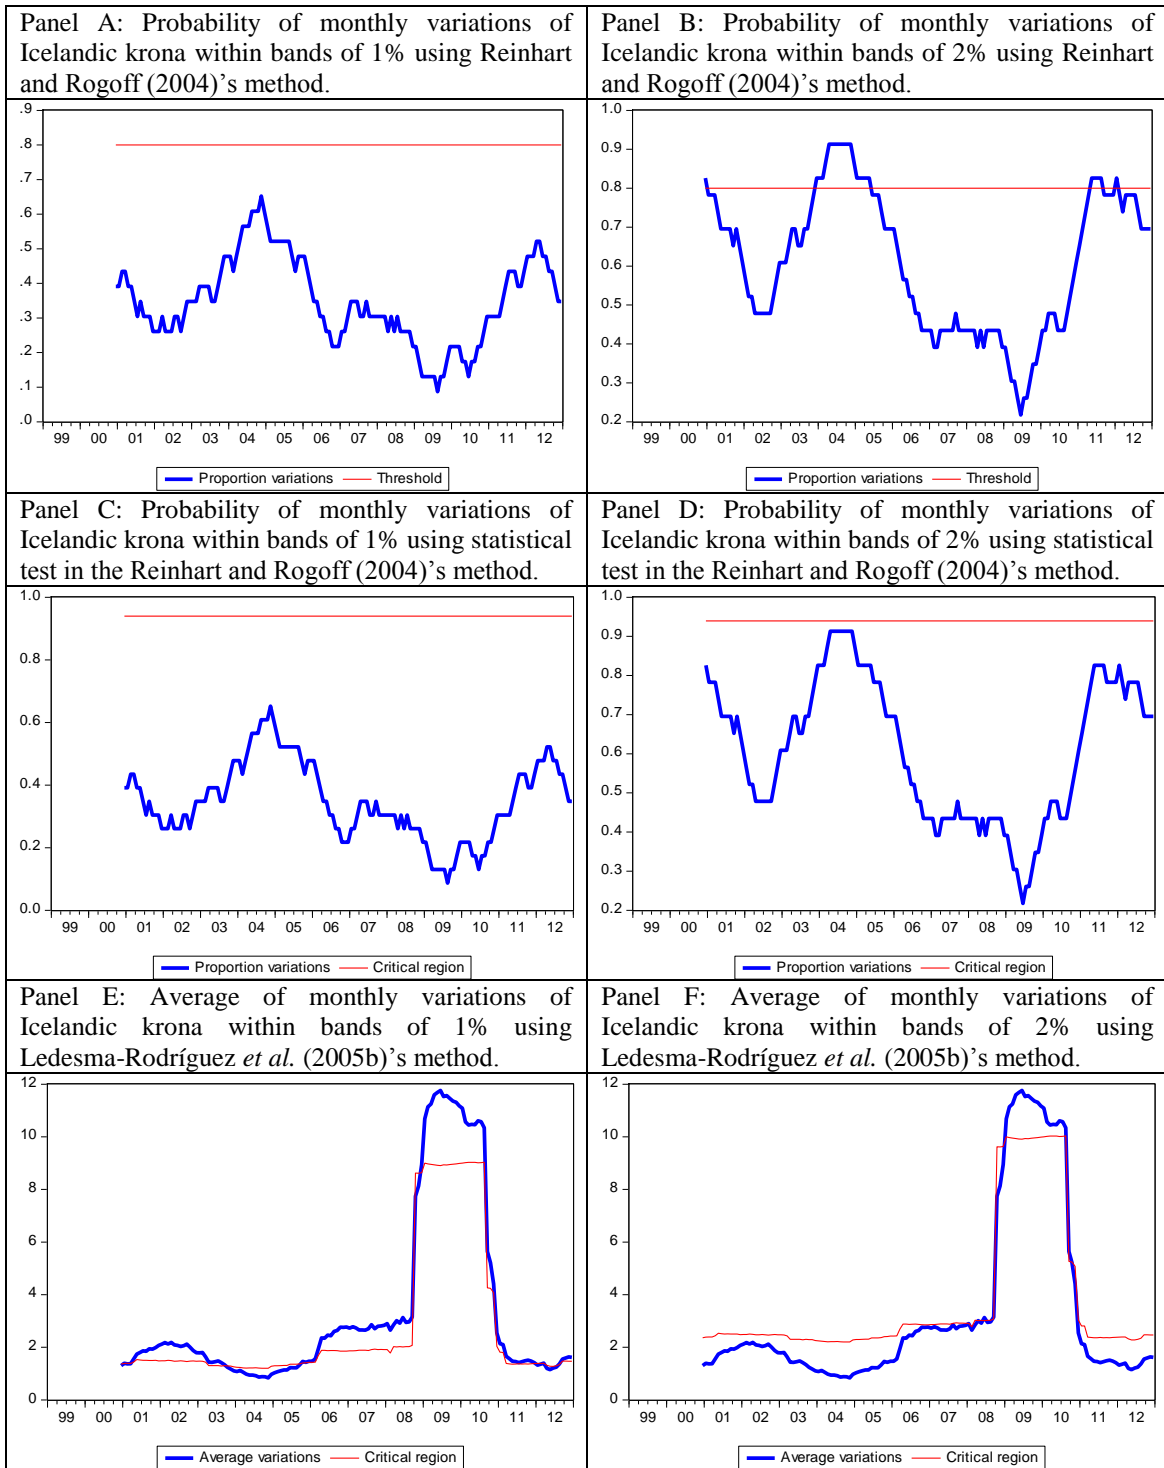 Panel A: Probability of monthly variations of
Icelandic krona within bands of 1% using Reinhart
and Rogoff (2004)’s method.
Panel B: Probability of monthly variations of
Icelandic krona within bands of 2% using Reinhart
and Rogoff (2004)’s method.
.9
.8
.7
.6
.5
.4
.3
.2
.1
.0
99 00 01 02 03 04 05 06 07 08 09 10 11 12
Proportion variations Threshold
1.0
0.9
0.8
0.7
0.6
0.5
0.4
0.3
0.2
99 00 01 02 03 04 05 06 07 08 09 10 11 12
Proportion variations Threshold
Panel C: Probability of monthly variations of
Icelandic krona within bands of 1% using statistical
test in the Reinhart and Rogoff (2004)’s method.
Panel D: Probability of monthly variations of
Icelandic krona within bands of 2% using statistical
test in the Reinhart and Rogoff (2004)’s method.
1.0
0.8
0.6
0.4
0.2
0.0
99 00 01 02 03 04 05 06 07 08 09 10 11 12
Proportion variations Critical region
1.0
0.9
0.8
0.7
0.6
0.5
0.4
0.3
0.2
99 00 01 02 03 04 05 06 07 08 09 10 11 12
Proportion variations Critical region
Panel E: Average of monthly variations of
Icelandic krona within bands of 1% using
Ledesma-Rodríguez et al. (2005b)’s method.
Panel F: Average of monthly variations of
Icelandic krona within bands of 2% using
Ledesma-Rodríguez et al. (2005b)’s method.
12
10
8
6
4
2
0
99 00 01 02 03 04 05 06 07 08 09 10 11 12
Average variations Critical region
12
10
8
6
4
2
0
99 00 01 02 03 04 05 06 07 08 09 10 11 12
Average variations Critical region